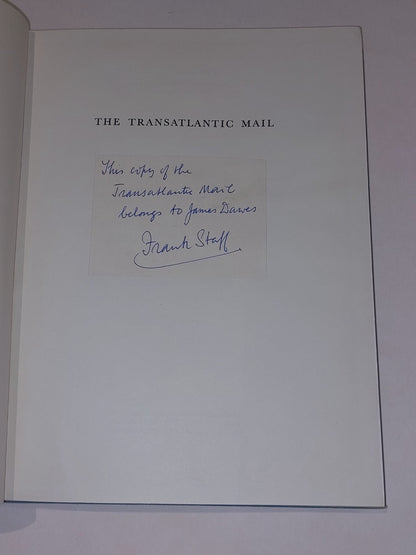 THE TRANSATLANTIC MAIL
This copy of the
Transatlantic Mail
belongs to James Dawes
Frank Staff